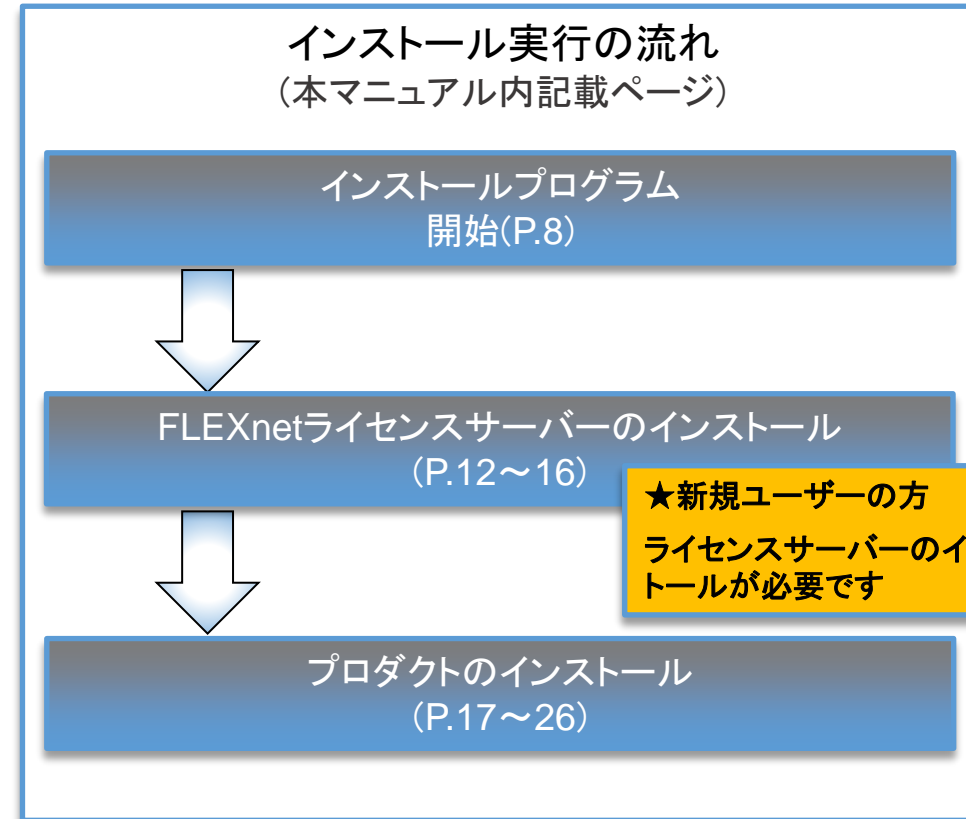 インストール実行の流れ
（本マニュアル内記載ページ）
インストールプログラム
開始(P.8)
FLEXnetライセンスサーバーのインストール
(P.12～16)
★新規ユーザーの方
ライセンスサーバーのイ
トールが必要です
プロダクトのインストール
(P.17～26)